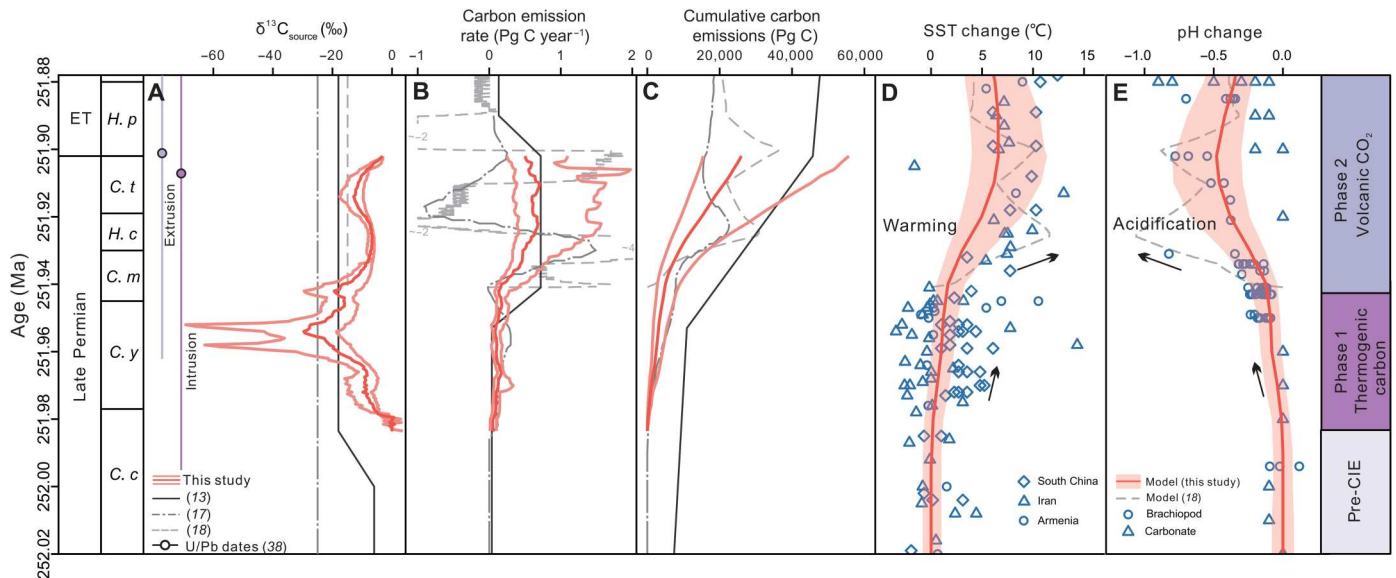 δ¹³Csource (‰)
−60 −40 −20 0
Carbon emission
rate (Pg C year⁻¹)
−1 0 1 2
Cumulative carbon
emissions (Pg C)
0 20,000 40,000 60,000
SST change (℃)
0 5 10 15
pH change
−1.0 −0.5 0.0
Age (Ma)
251.88
251.90
251.92
251.94
251.96
251.98
252.00
252.02
ET
Late Permian
H. p
C. t
H. c
C. m
C. y
C. c
A
Extrusion
Intrusion
This study
(13)
(17)
(18)
U/Pb dates (38)
B
~−2
~−2
~4
C
D
Warming
South China
Iran
Armenia
E
Acidification
Model (this study)
Model (18)
Brachiopod
Carbonate
Phase 2
Volcanic CO₂
Phase 1
Thermogenic
carbon
Pre-CIE